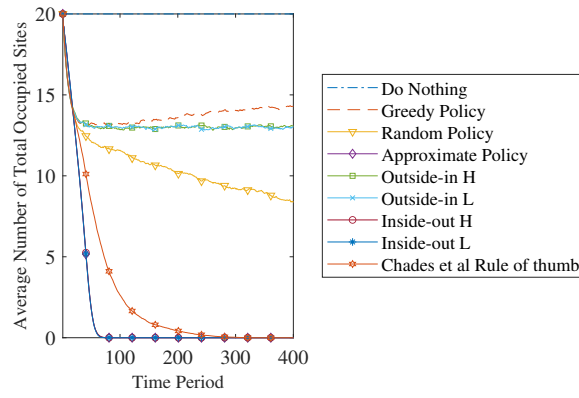 Average Number of Total Occupied Sites
20
15
10
5
0
100
200
300
400
Time Period
Do Nothing
Greedy Policy
Random Policy
Approximate Policy
Outside-in H
Outside-in L
Inside-out H
Inside-out L
Chades et al Rule of thumb